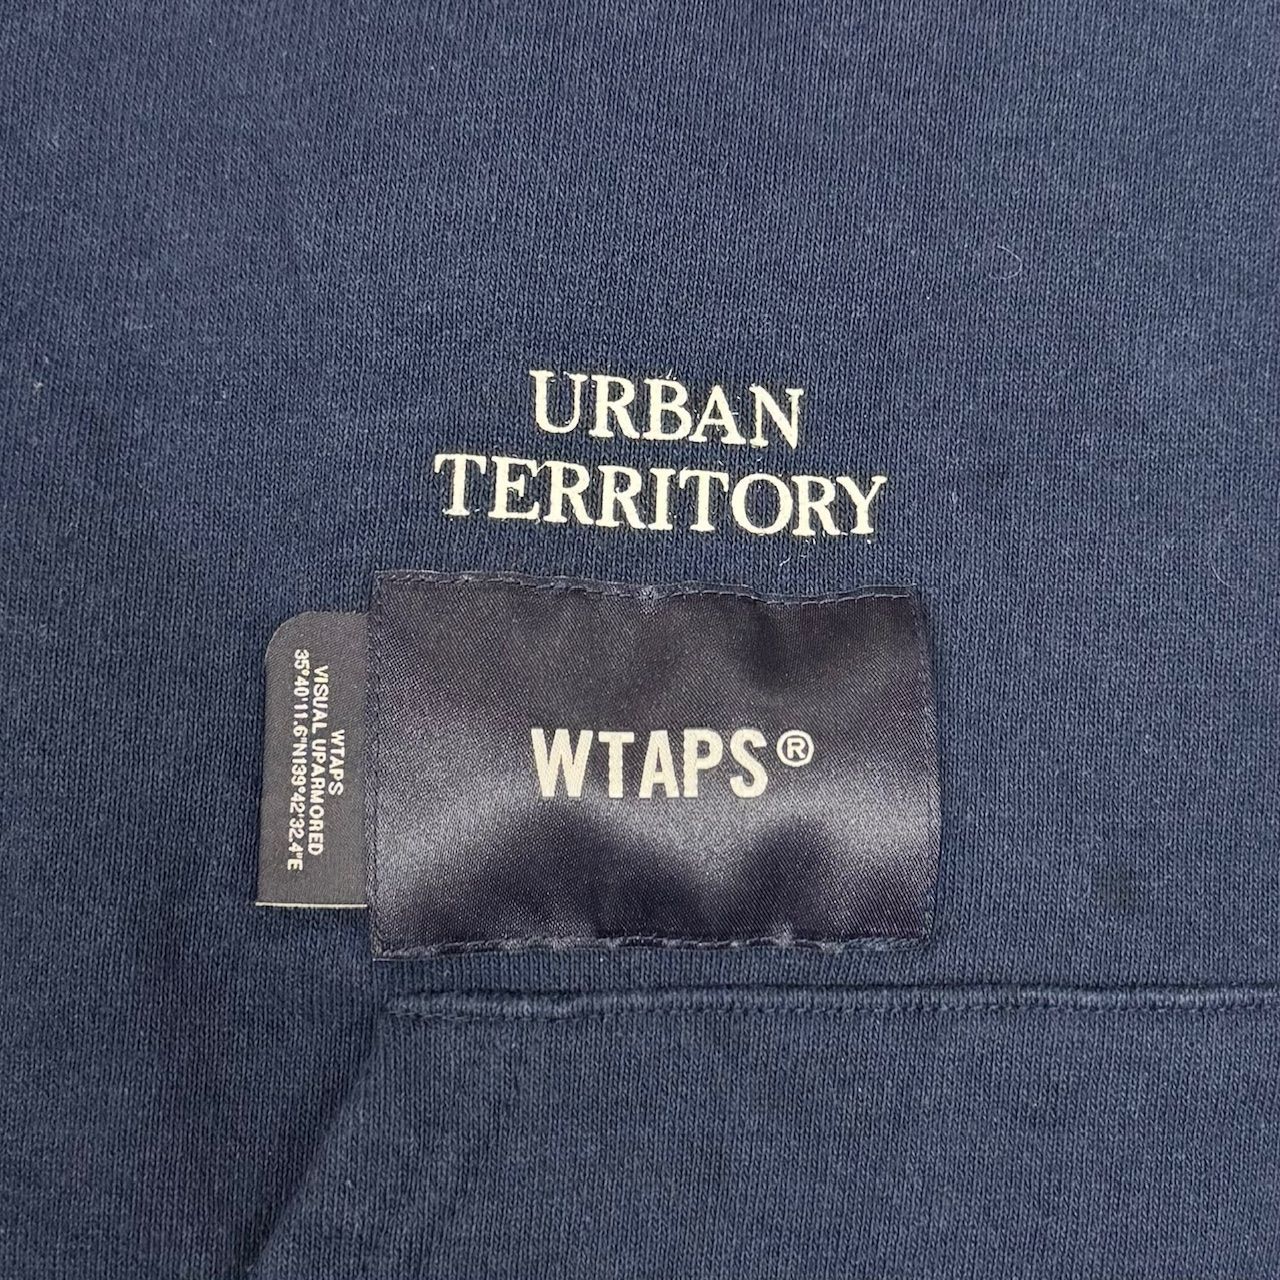 URBAN
TERRITORY
WTAPS®
WTAPS
VISUAL UPARMORED
35°40'11.6"N139°42'32.4"E